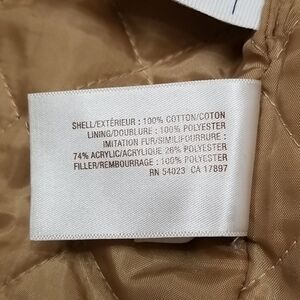 SHELL/EXTÉRIEUR : 100% COTTON/COTON
LINING/DOUBLURE : 100% POLYESTER
IMITATION FUR/SIMILIFOURRURE :
74% ACRYLIC/ACRYLIQUE 26% POLYESTER
FILLER/REMBOURRAGE : 100% POLYESTER
RN 54023 CA 17897